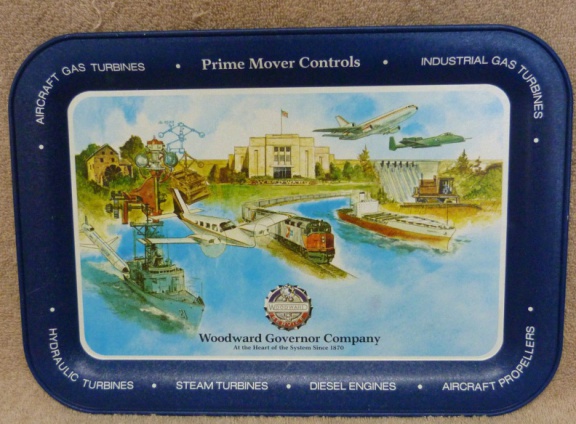 Prime Mover Controls
AIRCRAFT GAS TURBINES
INDUSTRIAL GAS TURBINES
WOODWARD
Woodward Governor Company
At the Heart of the System Since 1870
HYDRAULIC TURBINES • STEAM TURBINES • DIESEL ENGINES • AIRCRAFT PROPELLERS